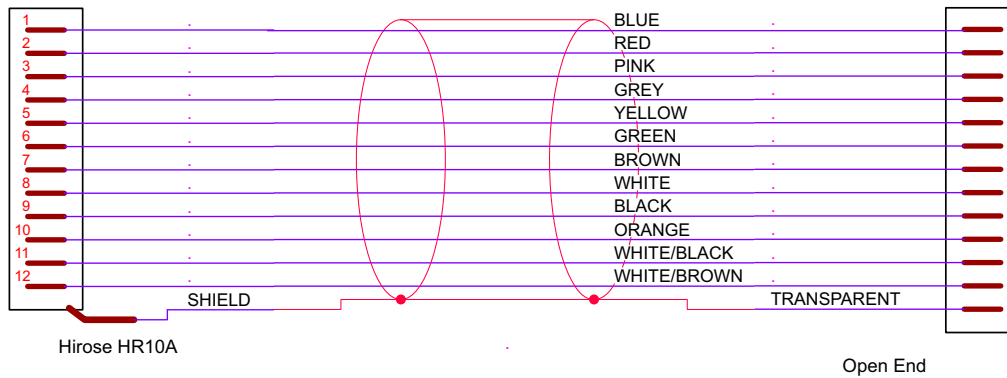 1 BLUE
2 RED
3 PINK
4 GREY
5 YELLOW
6 GREEN
7 BROWN
8 WHITE
9 BLACK
10 ORANGE
11 WHITE/BLACK
12 WHITE/BROWN
SHIELD TRANSPARENT
Hirose HR10A
Open End